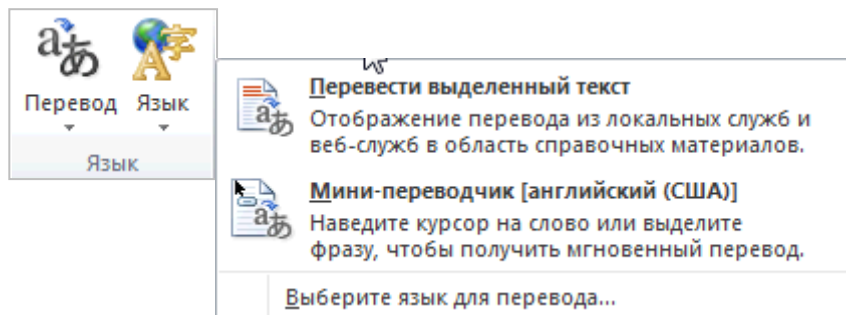 Перевод Язык
Язык
Перевести выделенный текст
Отображение перевода из локальных служб и
веб-служб в область справочных материалов.
Мини-переводчик [английский (США)]
Наведите курсор на слово или выделите
фразу, чтобы получить мгновенный перевод.
Выберите язык для перевода...